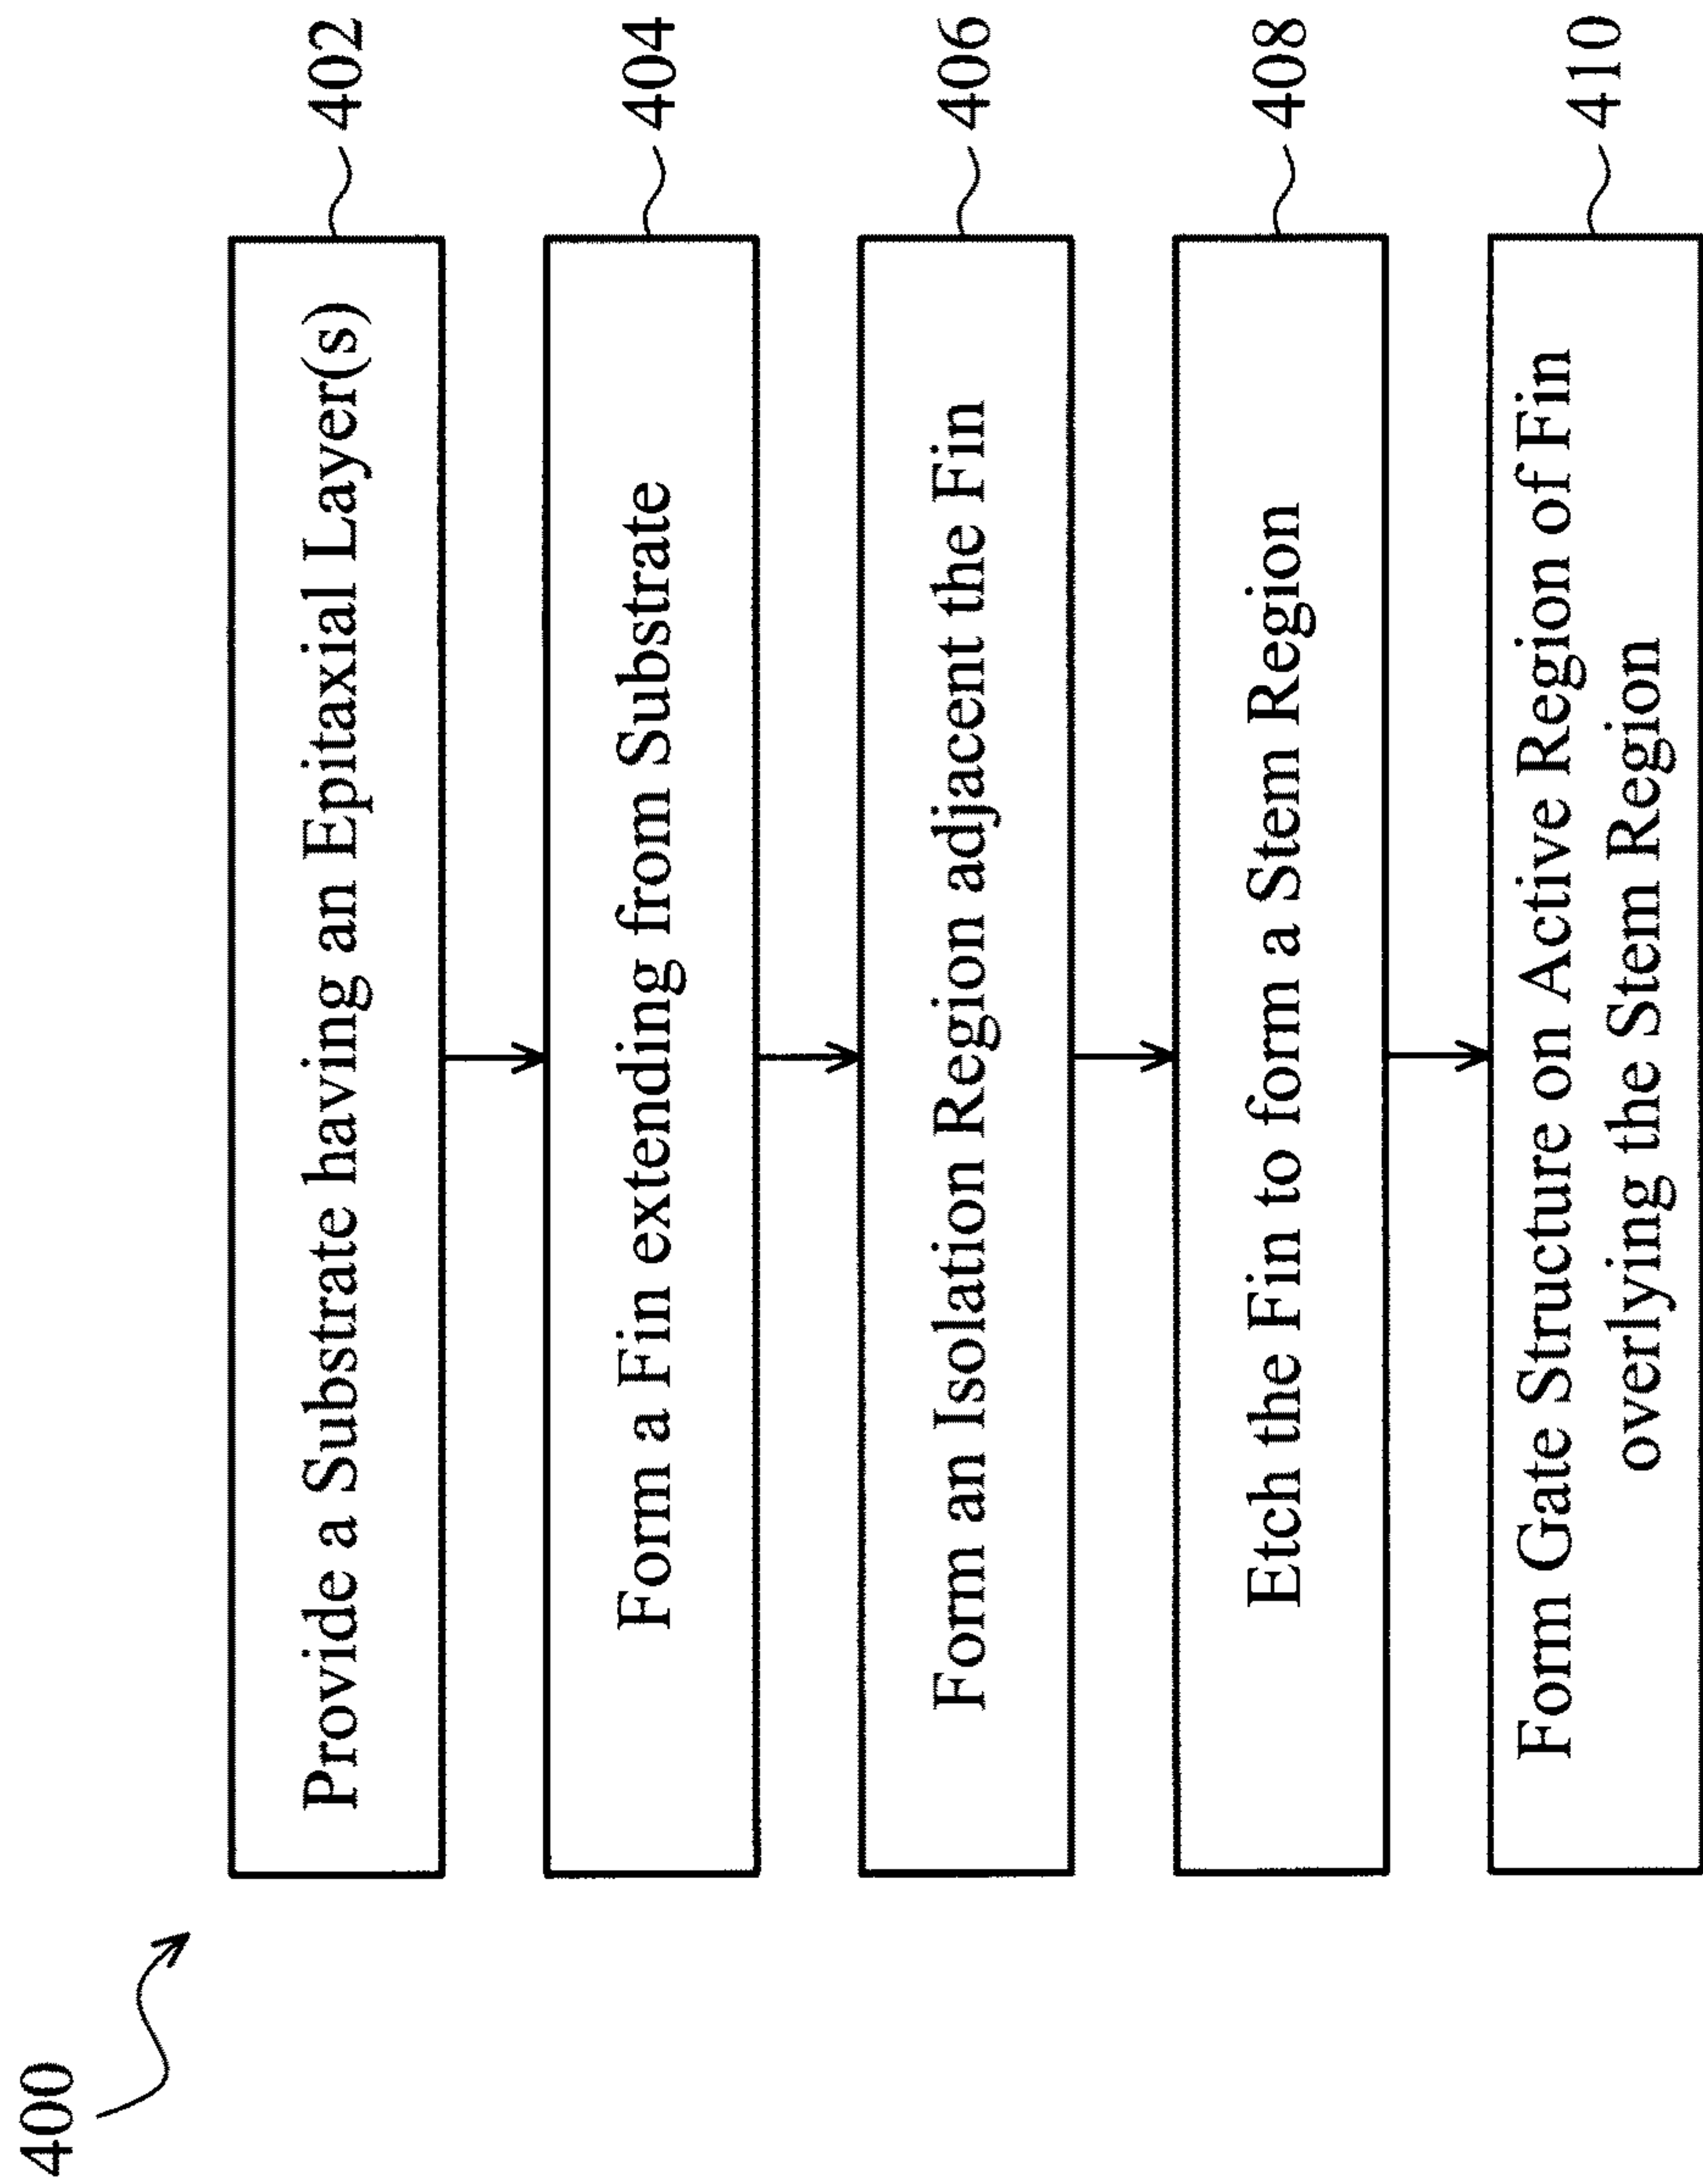 400
Provide a Substrate having an Epitaxial Layer(s)
402
Form a Fin extending from Substrate
404
Form an Isolation Region adjacent the Fin
406
Etch the Fin to form a Stem Region
408
Form Gate Structure on Active Region of Fin
overlying the Stem Region
410